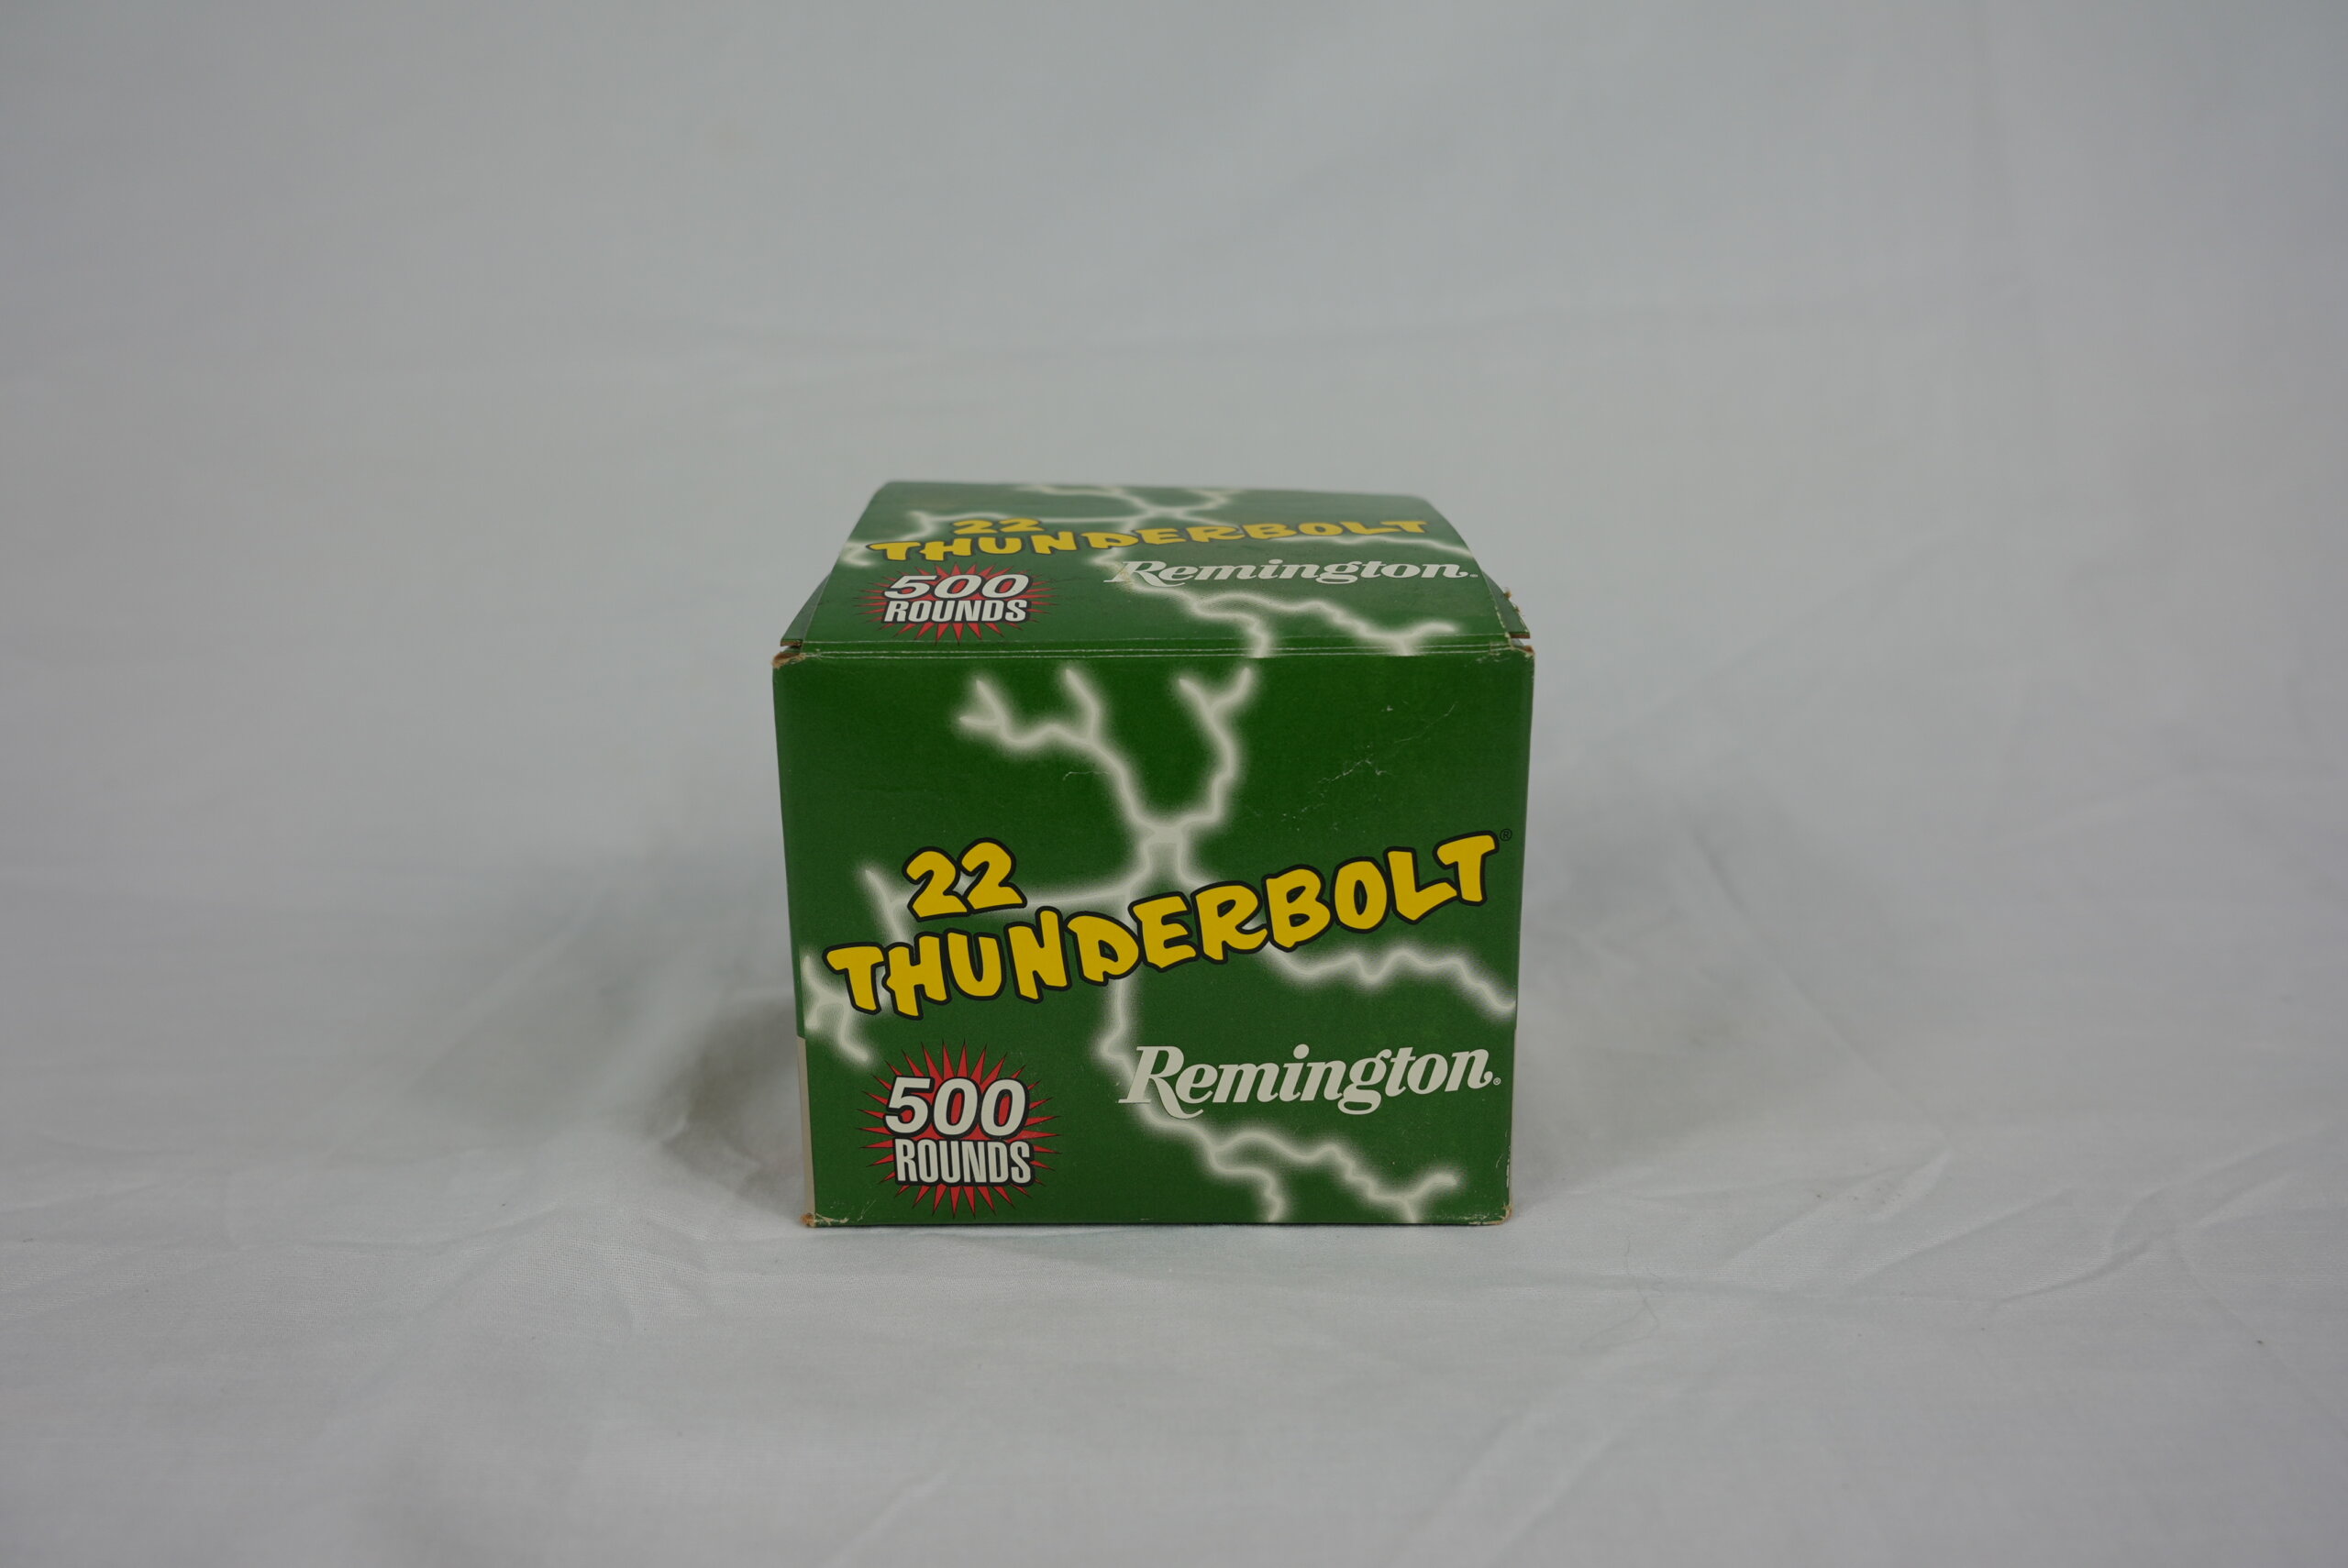 22
THUNDERBOLT
Remington®
500
ROUNDS
22
THUNDERBOLT®
Remington®
500
ROUNDS